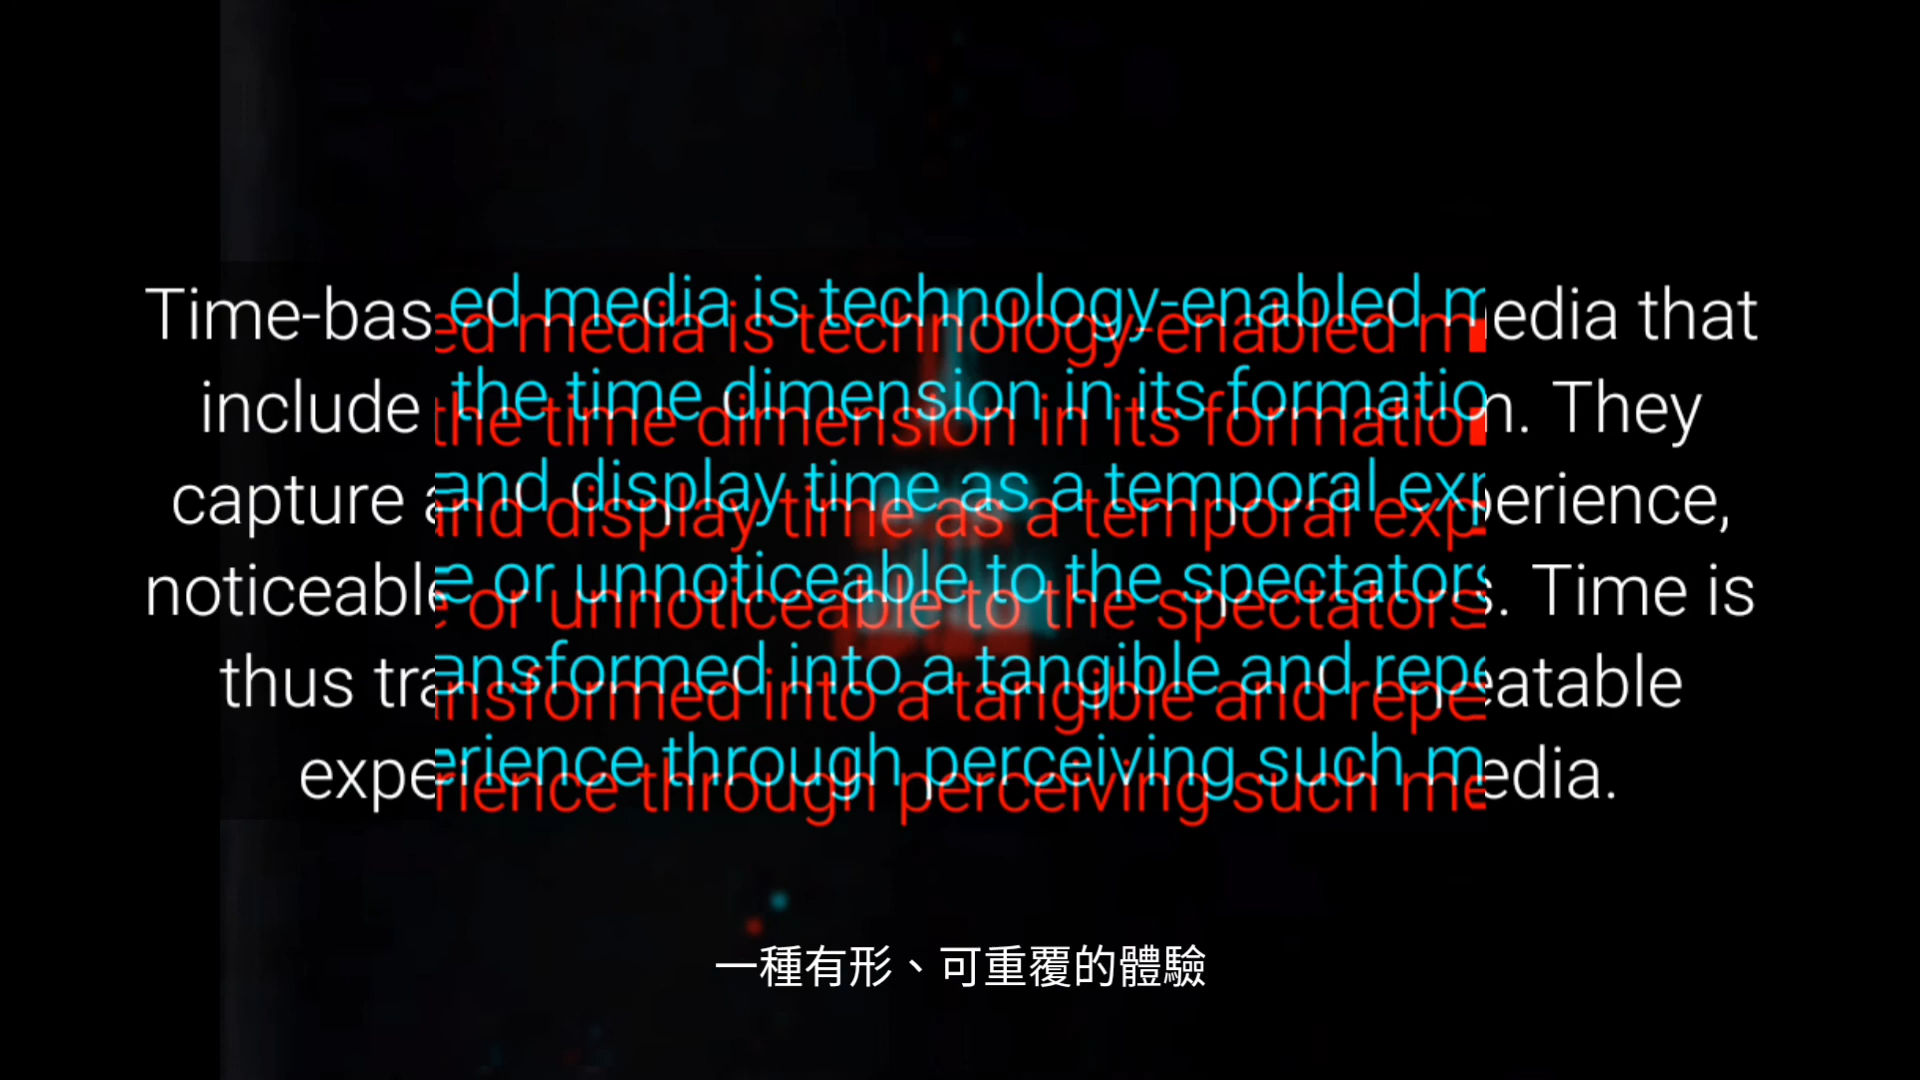 Time-based media is technology-enabled media that
include the time dimension in its formation. They
capture and display time as a temporal experience,
noticeable or unnoticeable to the spectators. Time is
thus transformed into a tangible and repeatable
experience through perceiving such media.
一種有形、可重覆的體驗